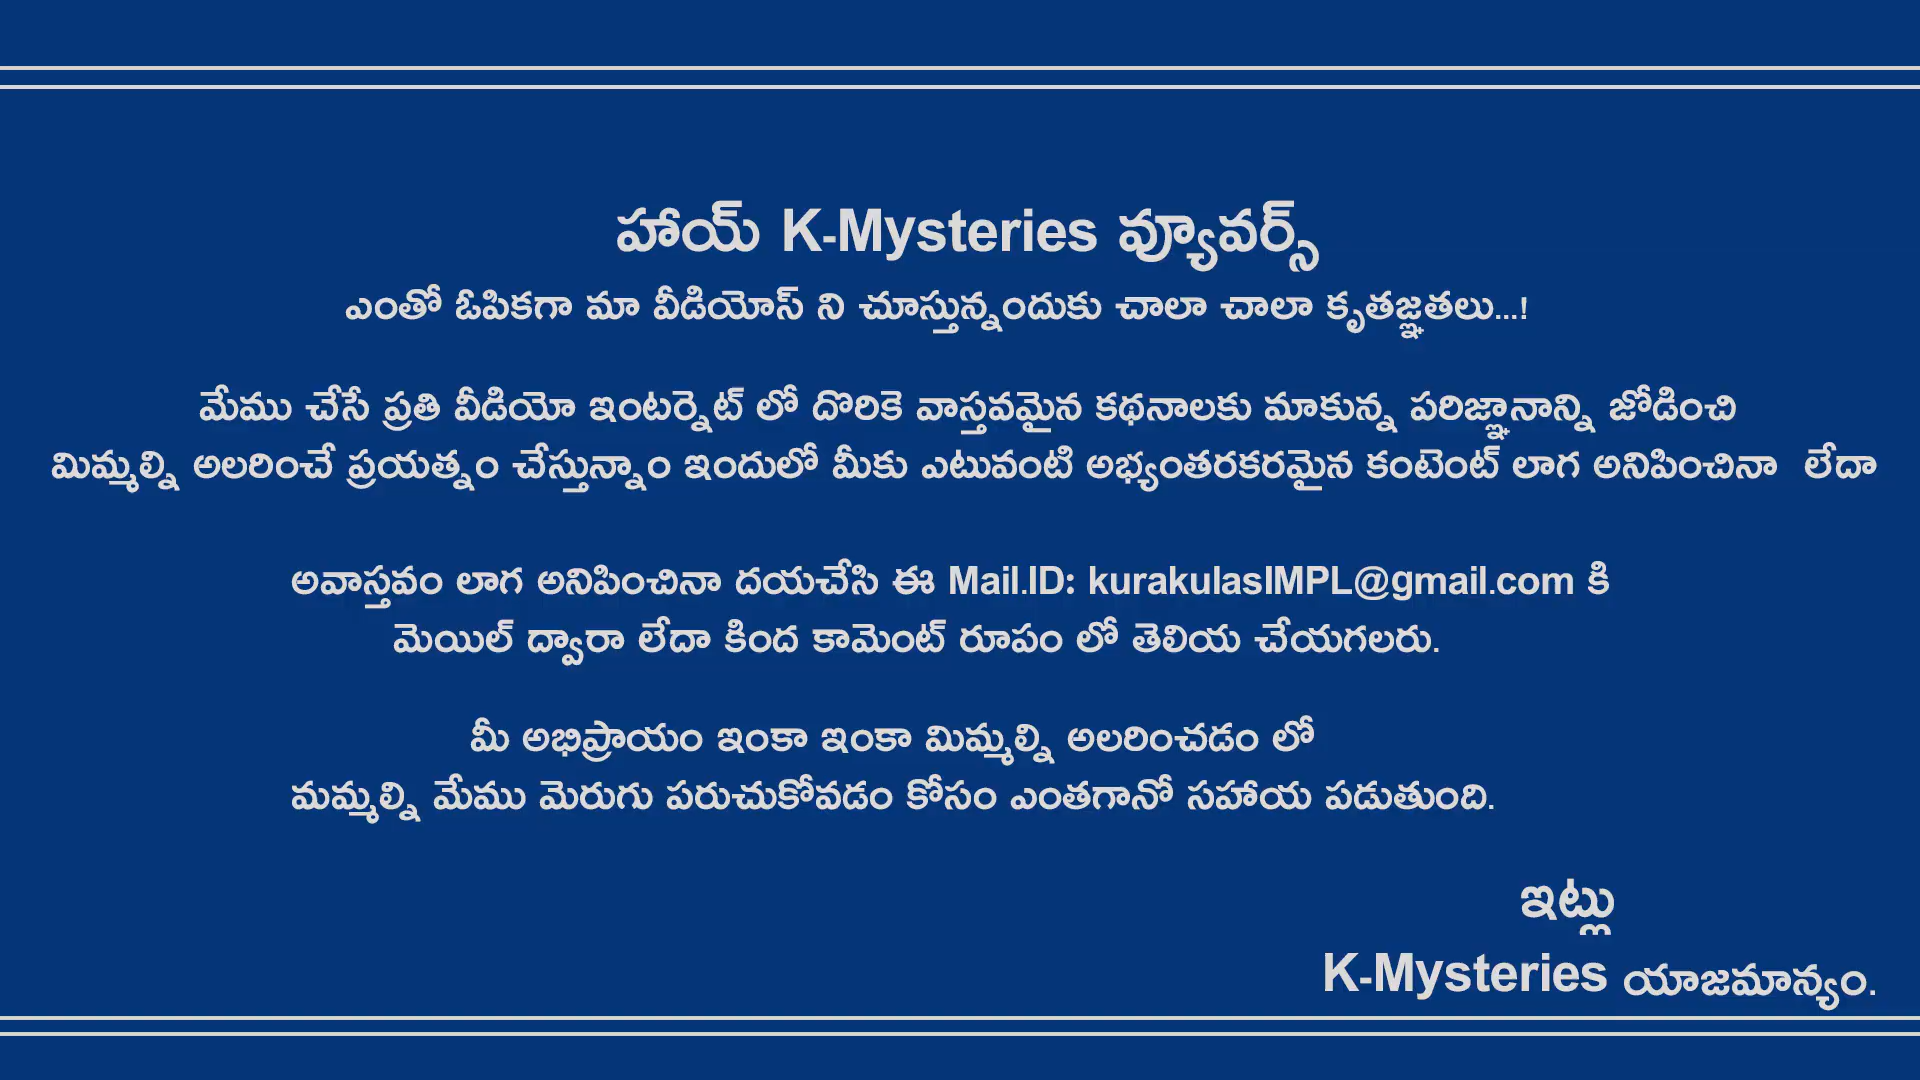 హాయ్ K-Mysteries వ్యూవర్స్
ఎంతో ఓపికగా మా వీడియోస్ ని చూస్తున్నందుకు చాలా చాలా కృతజ్ఞతలు...!
మేము చేసే ప్రతి వీడియో ఇంటర్నెట్ లో దొరికె వాస్తవమైన కథనాలకు మాకున్న పరిజ్ఞానాన్ని జోడించి
మిమ్మల్ని అలరించే ప్రయత్నం చేస్తున్నాం ఇందులో మీకు ఎటువంటి అభ్యంతరకరమైన కంటెంట్ లాగ అనిపించినా లేదా
అవాస్తవం లాగ అనిపించినా దయచేసి ఈ Mail.ID: kurakulasIMPL@gmail.com కి
మెయిల్ ద్వారా లేదా కింద కామెంట్ రూపం లో తెలియ చేయగలరు.
మీ అభిప్రాయం ఇంకా ఇంకా మిమ్మల్ని అలరించడం లో
మమ్మల్ని మేము మెరుగు పరుచుకోవడం కోసం ఎంతగానో సహాయ పడుతుంది.
ఇట్లు
K-Mysteries యాజమాన్యం.